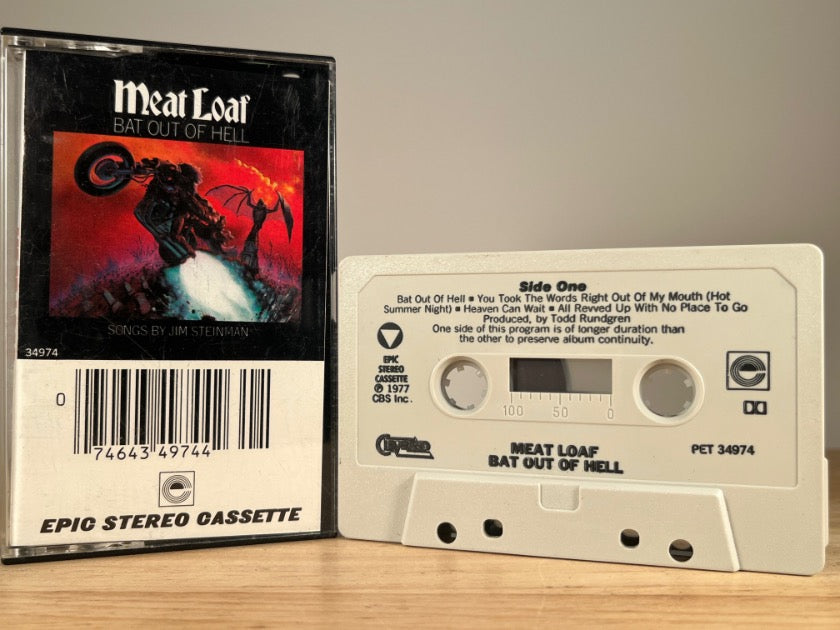 Meat Loaf
BAT OUT OF HELL
SONGS BY JIM STEINMAN
34974
0
74643 49744
EPIC STEREO CASSETTE
Side One
Bat Out Of Hell ■ You Took The Words Right Out Of My Mouth (Hot
Summer Night) ■ Heaven Can Wait ■ All Revved Up With No Place To Go
Produced, by Todd Rundgren
One side of this program is of longer duration than
the other to preserve album continuity.
EPIC
STEREO
CASSETTE
℗ 1977
CBS Inc.
100 50 0
MEAT LOAF
BAT OUT OF HELL
PET 34974